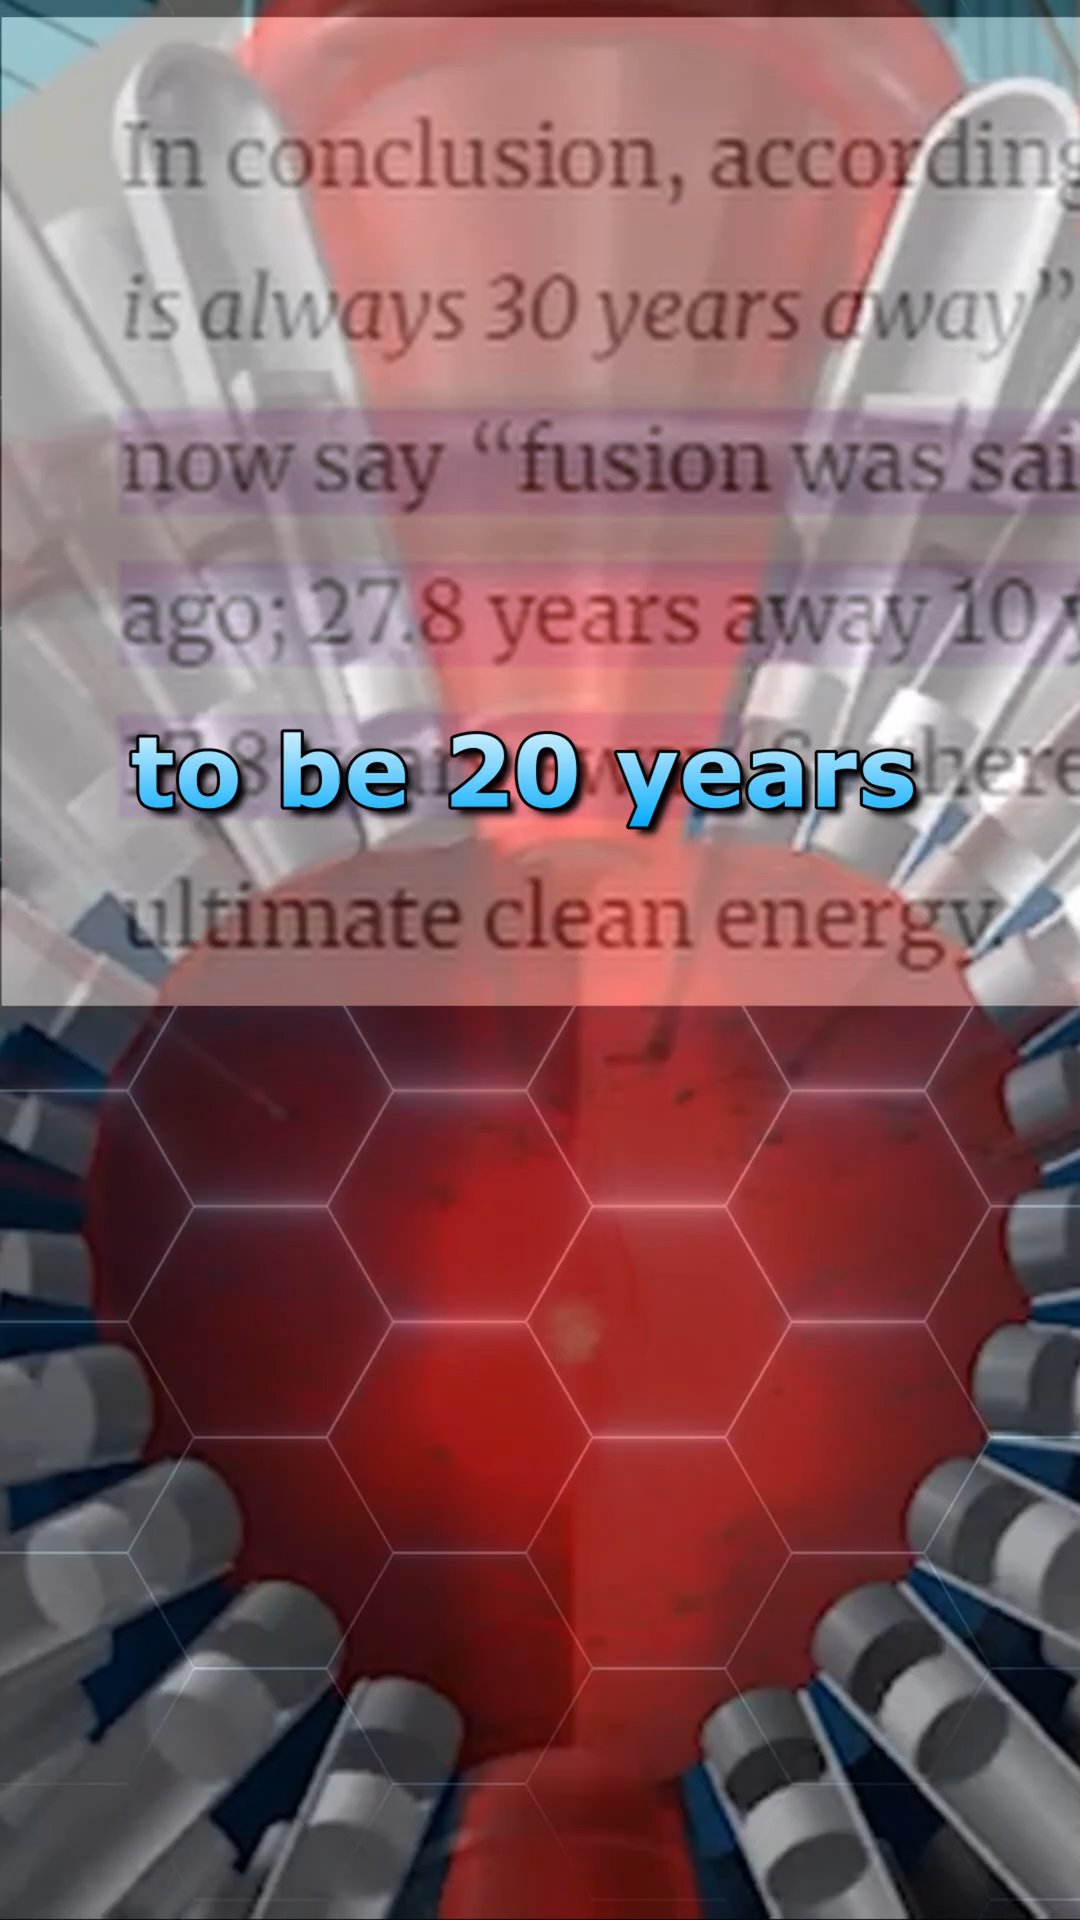 In conclusion, according
is always 30 years away”
now say “fusion was sai
ago; 27.8 years away 10 y
to be 20 years
ultimate clean energy.